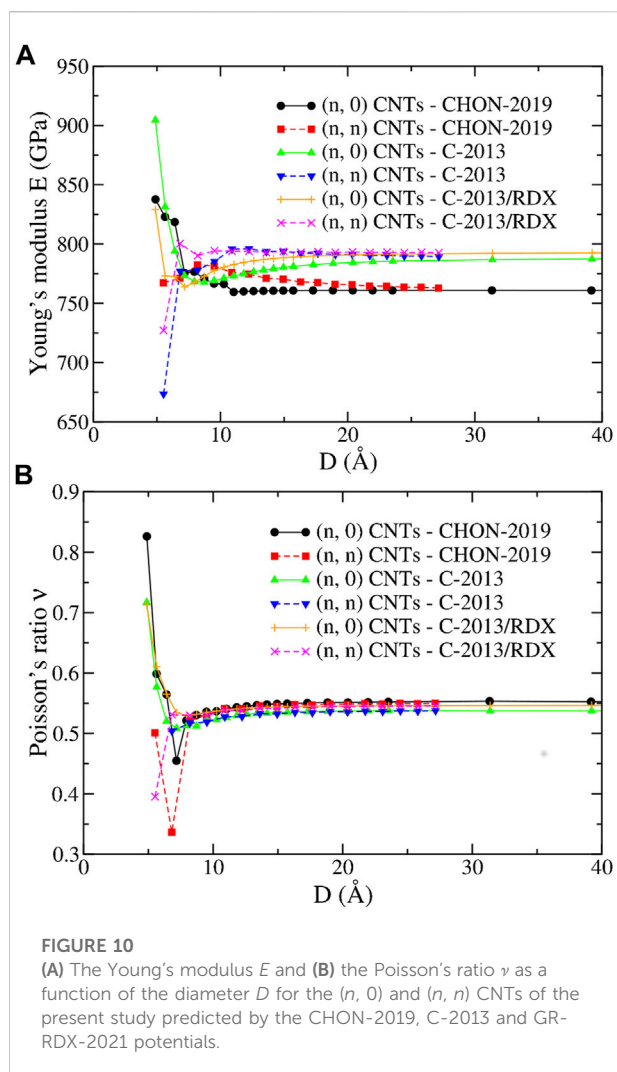 A
950
900
850
800
750
700
650
Young's modulus E (GPa)
(n, 0) CNTs - CHON-2019
(n, n) CNTs - CHON-2019
(n, 0) CNTs - C-2013
(n, n) CNTs - C-2013
(n, 0) CNTs - C-2013/RDX
(n, n) CNTs - C-2013/RDX
0 10 20 30 40
D (Å)
B
0.9
0.8
0.7
0.6
0.5
0.4
0.3
Poisson's ratio ν
(n, 0) CNTs - CHON-2019
(n, n) CNTs - CHON-2019
(n, 0) CNTs - C-2013
(n, n) CNTs - C-2013
(n, 0) CNTs - C-2013/RDX
(n, n) CNTs - C-2013/RDX
0 10 20 30 40
D (Å)
FIGURE 10
(A) The Young's modulus E and (B) the Poisson's ratio ν as a
function of the diameter D for the (n, 0) and (n, n) CNTs of the
present study predicted by the CHON-2019, C-2013 and GR-
RDX-2021 potentials.